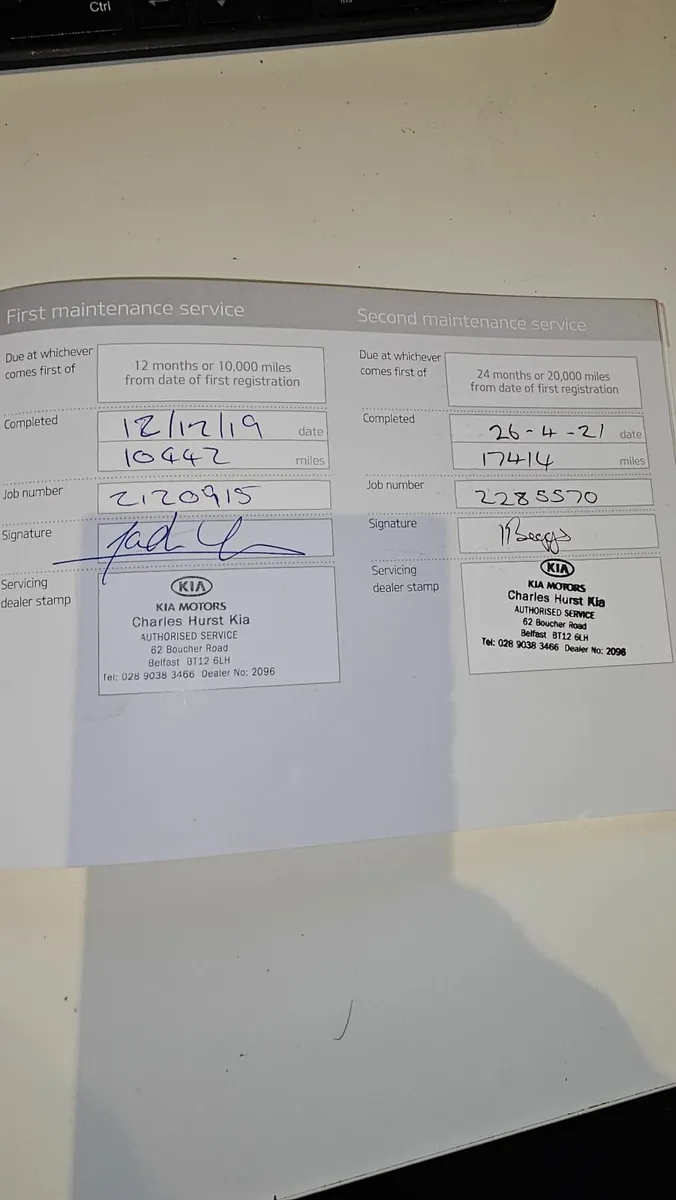 Ctrl
First maintenance service
Due at whichever
comes first of
12 months or 10,000 miles
from date of first registration
Completed
12/12/19 date
10442 miles
Job number
2120915
Signature
Servicing
dealer stamp
KIA
KIA MOTORS
Charles Hurst Kia
AUTHORISED SERVICE
62 Boucher Road
Belfast BT12 6LH
Tel: 028 9038 3466 Dealer No: 2096
Second maintenance service
Due at whichever
comes first of
24 months or 20,000 miles
from date of first registration
Completed
26-4-21 date
17414 miles
Job number
2285570
Signature
Servicing
dealer stamp
KIA
KIA MOTORS
Charles Hurst Kia
AUTHORISED SERVICE
62 Boucher Road
Belfast BT12 6LH
Tel: 028 9038 3466 Dealer No: 2096